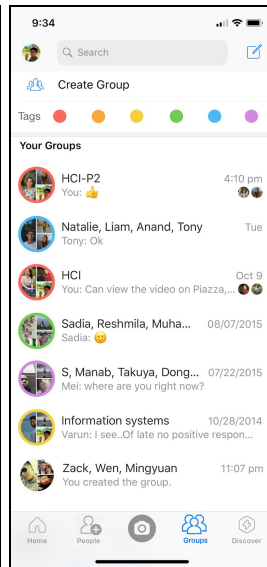 9:34
Search
Create Group
Tags
Your Groups
HCI-P2 4:10 pm
You: 👍
Natalie, Liam, Anand, Tony Tue
Tony: Ok
HCI Oct 9
You: Can view the video on Piazza,...
Sadia, Reshmila, Muha... 08/07/2015
Sadia: 🙂
S, Manab, Takuya, Dong... 07/22/2015
Mei: where are you right now?
Information systems 10/28/2014
Varun: I see..Of late no positive respon...
Zack, Wen, Mingyuan 11:07 pm
You created the group.
Home People Groups Discover